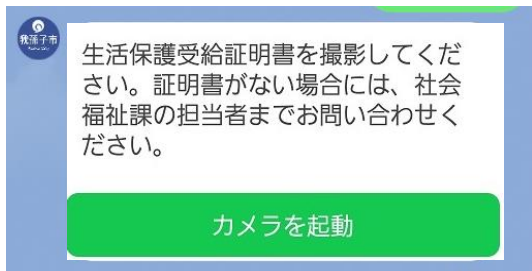 我孫子市
生活保護受給証明書を撮影してくだ
さい。証明書がない場合には、社会
福祉課の担当者までお問い合わせく
ださい。
カメラを起動